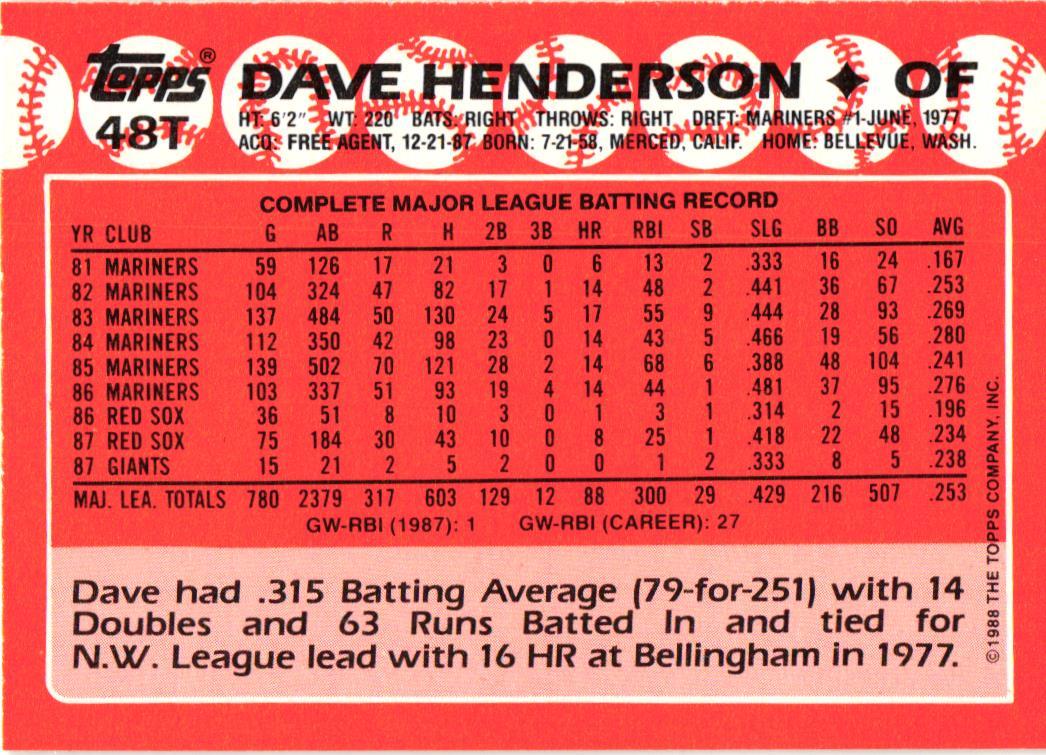 topps® DAVE HENDERSON ✦ OF
48T HT: 6'2" WT: 220 BATS: RIGHT THROWS: RIGHT DRFT: MARINERS #1-JUNE, 1977
ACQ: FREE AGENT, 12-21-87 BORN: 7-21-58, MERCED, CALIF. HOME: BELLEVUE, WASH.
COMPLETE MAJOR LEAGUE BATTING RECORD
YR CLUB G AB R H 2B 3B HR RBI SB SLG BB SO AVG
81 MARINERS 59 126 17 21 3 0 6 13 2 .333 16 24 .167
82 MARINERS 104 324 47 82 17 1 14 48 2 .441 36 67 .253
83 MARINERS 137 484 50 130 24 5 17 55 9 .444 28 93 .269
84 MARINERS 112 350 42 98 23 0 14 43 5 .466 19 56 .280
85 MARINERS 139 502 70 121 28 2 14 68 6 .388 48 104 .241
86 MARINERS 103 337 51 93 19 4 14 44 1 .481 37 95 .276
86 RED SOX 36 51 8 10 3 0 1 3 1 .314 2 15 .196
87 RED SOX 75 184 30 43 10 0 8 25 1 .418 22 48 .234
87 GIANTS 15 21 2 5 2 0 0 1 2 .333 8 5 .238
MAJ. LEA. TOTALS 780 2379 317 603 129 12 88 300 29 .429 216 507 .253
GW-RBI (1987): 1 GW-RBI (CAREER): 27
Dave had .315 Batting Average (79-for-251) with 14
Doubles and 63 Runs Batted In and tied for
N.W. League lead with 16 HR at Bellingham in 1977.
©1988 THE TOPPS COMPANY, INC.